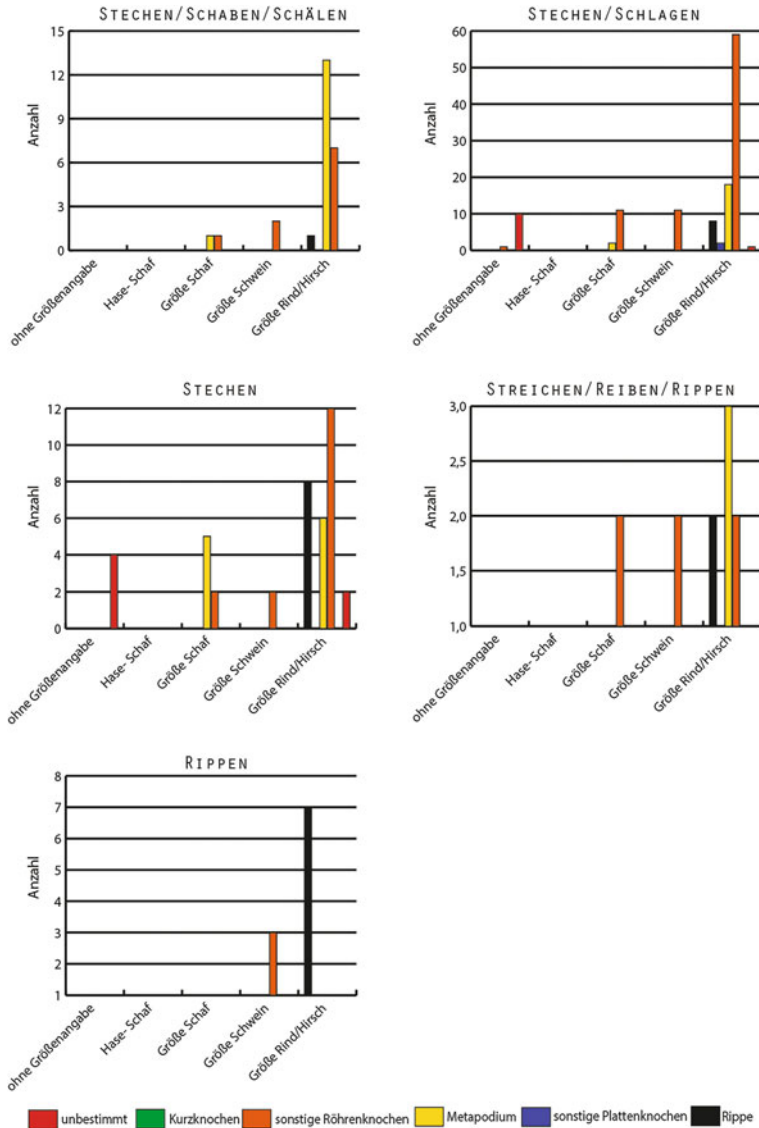 STECHEN/SCHABEN/SCHÄLEN
15
12
9
6
3
0
Anzahl
ohne Größenangabe
Hase- Schaf
Größe Schaf
Größe Schwein
Größe Rind/Hirsch
STECHEN/SCHLAGEN
60
50
40
30
20
10
0
Anzahl
ohne Größenangabe
Hase- Schaf
Größe Schaf
Größe Schwein
Größe Rind/Hirsch
STECHEN
12
10
8
6
4
2
0
Anzahl
ohne Größenangabe
Hase- Schaf
Größe Schaf
Größe Schwein
Größe Rind/Hirsch
STREICHEN/REIBEN/RIPPEN
3,0
2,5
2,0
1,5
1,0
Anzahl
ohne Größenangabe
Hase- Schaf
Größe Schaf
Größe Schwein
Größe Rind/Hirsch
RIPPEN
8
7
6
5
4
3
2
1
Anzahl
ohne Größenangabe
Hase- Schaf
Größe Schaf
Größe Schwein
Größe Rind/Hirsch
unbestimmt Kurzknochen sonstige Röhrenknochen Metapodium sonstige Plattenknochen Rippe